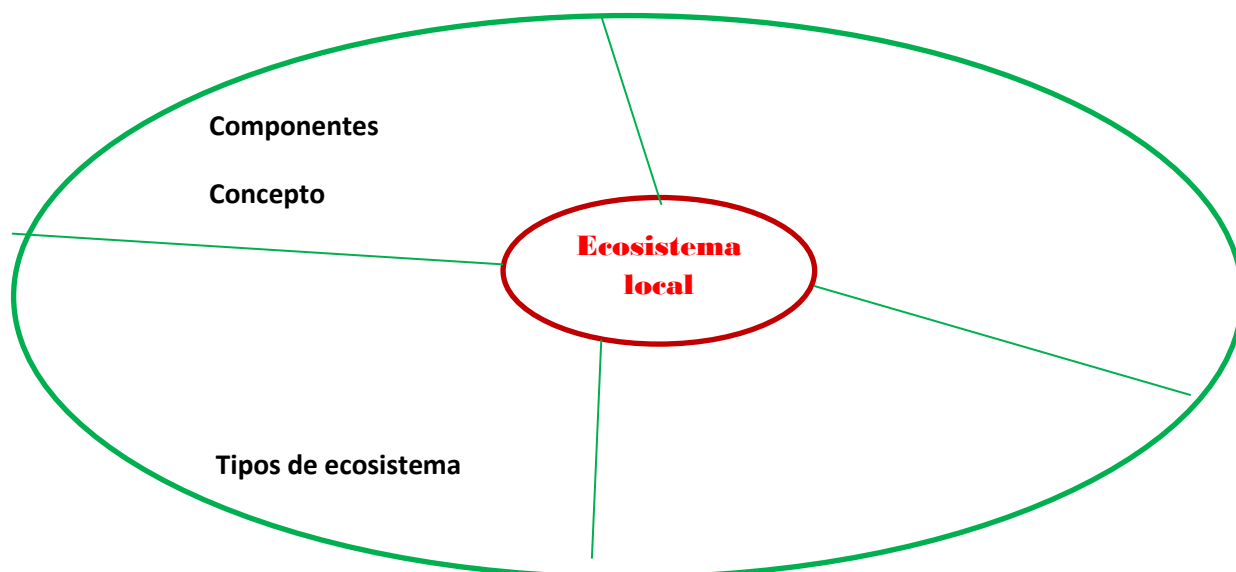 Componentes
Concepto
Ecosistema
local
Tipos de ecosistema